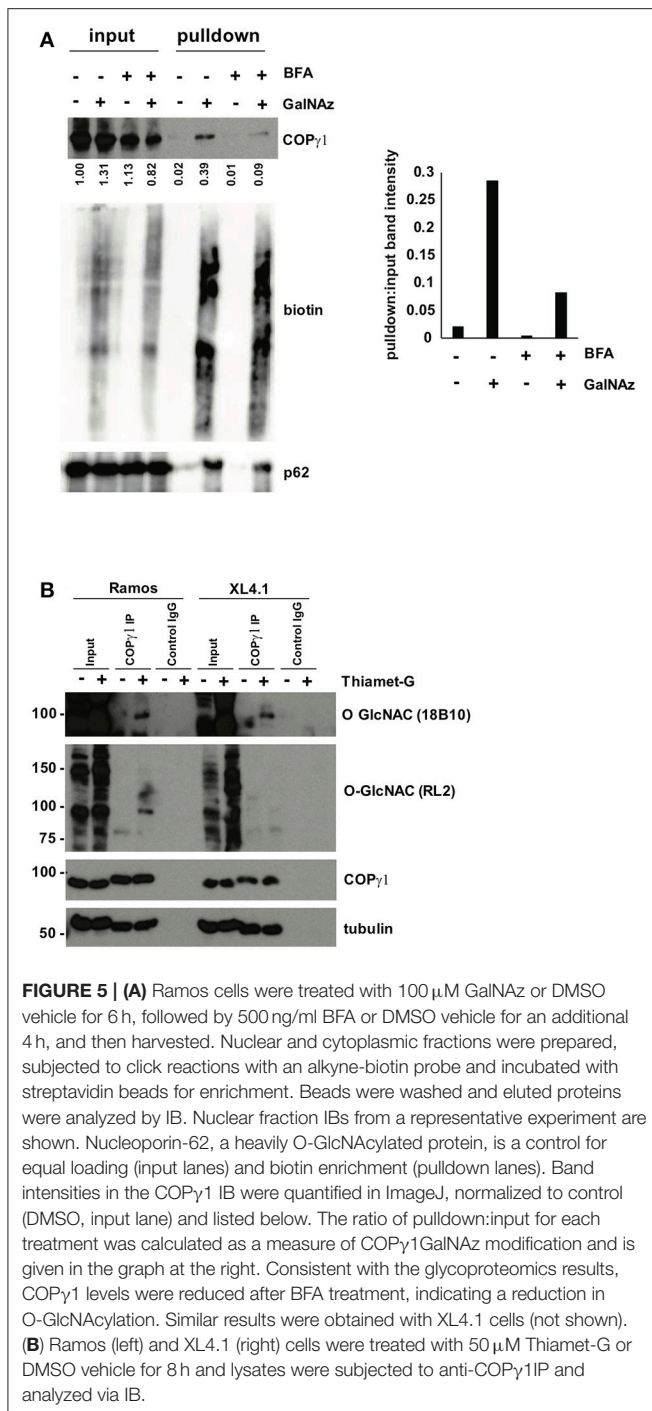 A
input pulldown
- - + + - - + + BFA
- + - + - + - + GalNAz
COPγ1
1.00 1.31 1.13 0.82 0.02 0.39 0.01 0.09
biotin
p62
pulldown:input band intensity
0.3
0.25
0.2
0.15
0.1
0.05
0
- - + + BFA
- + - + GalNAz
B
Ramos XL4.1
Input COPγ1 IP Control IgG Input COPγ1 IP Control IgG
- + - + - + - + - + - + Thiamet-G
100 - O GlcNAC (18B10)
150 -
100 - O-GlcNAC (RL2)
75 -
100 - COPγ1
50 - tubulin
FIGURE 5 | (A) Ramos cells were treated with 100 μM GalNAz or DMSO
vehicle for 6 h, followed by 500 ng/ml BFA or DMSO vehicle for an additional
4 h, and then harvested. Nuclear and cytoplasmic fractions were prepared,
subjected to click reactions with an alkyne-biotin probe and incubated with
streptavidin beads for enrichment. Beads were washed and eluted proteins
were analyzed by IB. Nuclear fraction IBs from a representative experiment are
shown. Nucleoporin-62, a heavily O-GlcNAcylated protein, is a control for
equal loading (input lanes) and biotin enrichment (pulldown lanes). Band
intensities in the COPγ1 IB were quantified in ImageJ, normalized to control
(DMSO, input lane) and listed below. The ratio of pulldown:input for each
treatment was calculated as a measure of COPγ1GalNAz modification and is
given in the graph at the right. Consistent with the glycoproteomics results,
COPγ1 levels were reduced after BFA treatment, indicating a reduction in
O-GlcNAcylation. Similar results were obtained with XL4.1 cells (not shown).
(B) Ramos (left) and XL4.1 (right) cells were treated with 50 μM Thiamet-G or
DMSO vehicle for 8 h and lysates were subjected to anti-COPγ1IP and
analyzed via IB.